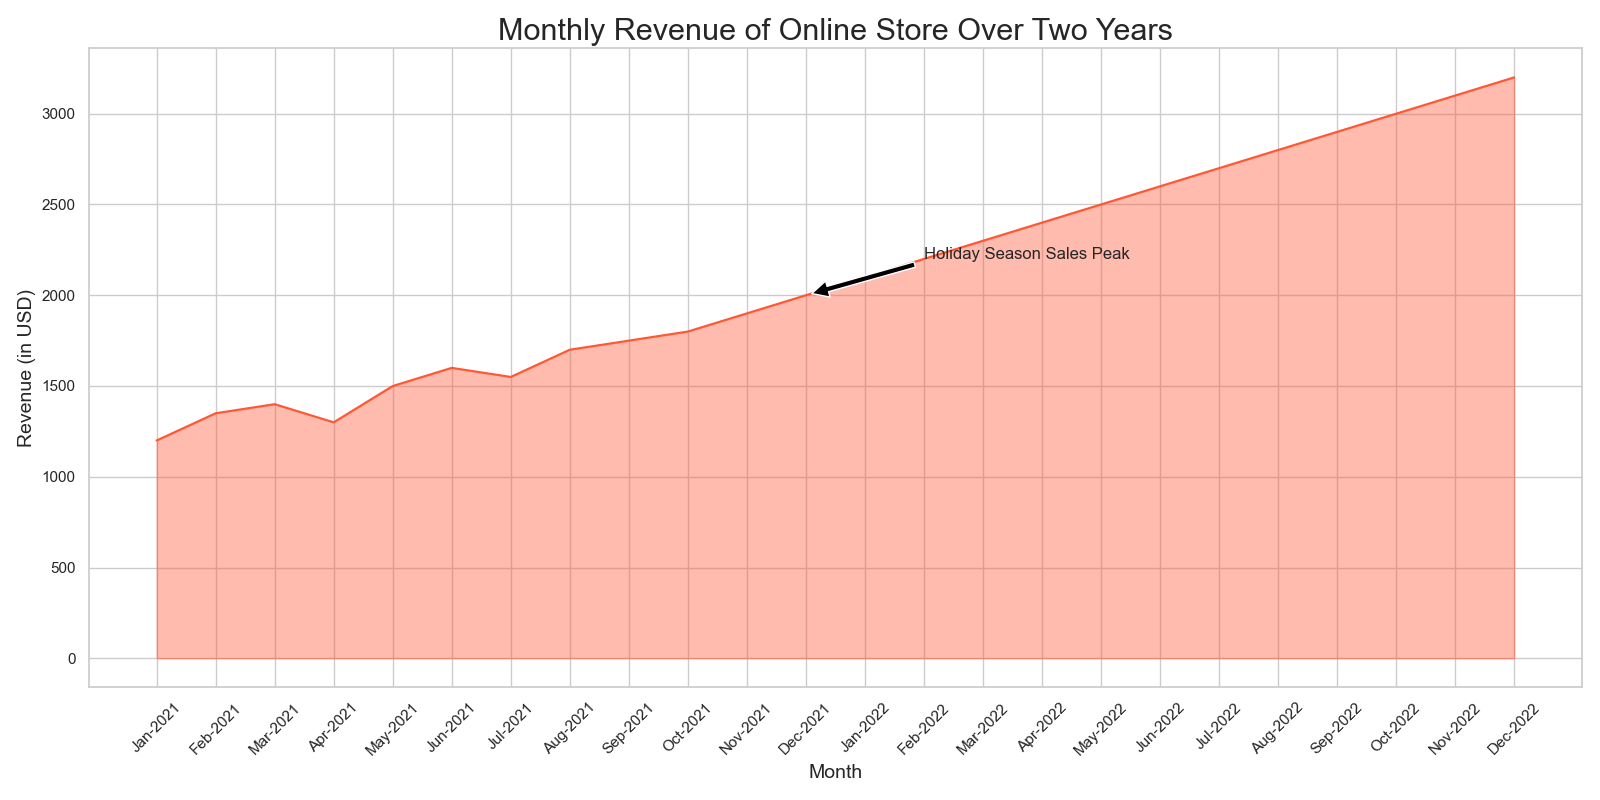 Monthly Revenue of Online Store Over Two Years
Revenue (in USD)
3000
2500
2000
1500
1000
500
0
Holiday Season Sales Peak
Jan-2021
Feb-2021
Mar-2021
Apr-2021
May-2021
Jun-2021
Jul-2021
Aug-2021
Sep-2021
Oct-2021
Nov-2021
Dec-2021
Jan-2022
Feb-2022
Mar-2022
Apr-2022
May-2022
Jun-2022
Jul-2022
Aug-2022
Sep-2022
Oct-2022
Nov-2022
Dec-2022
Month